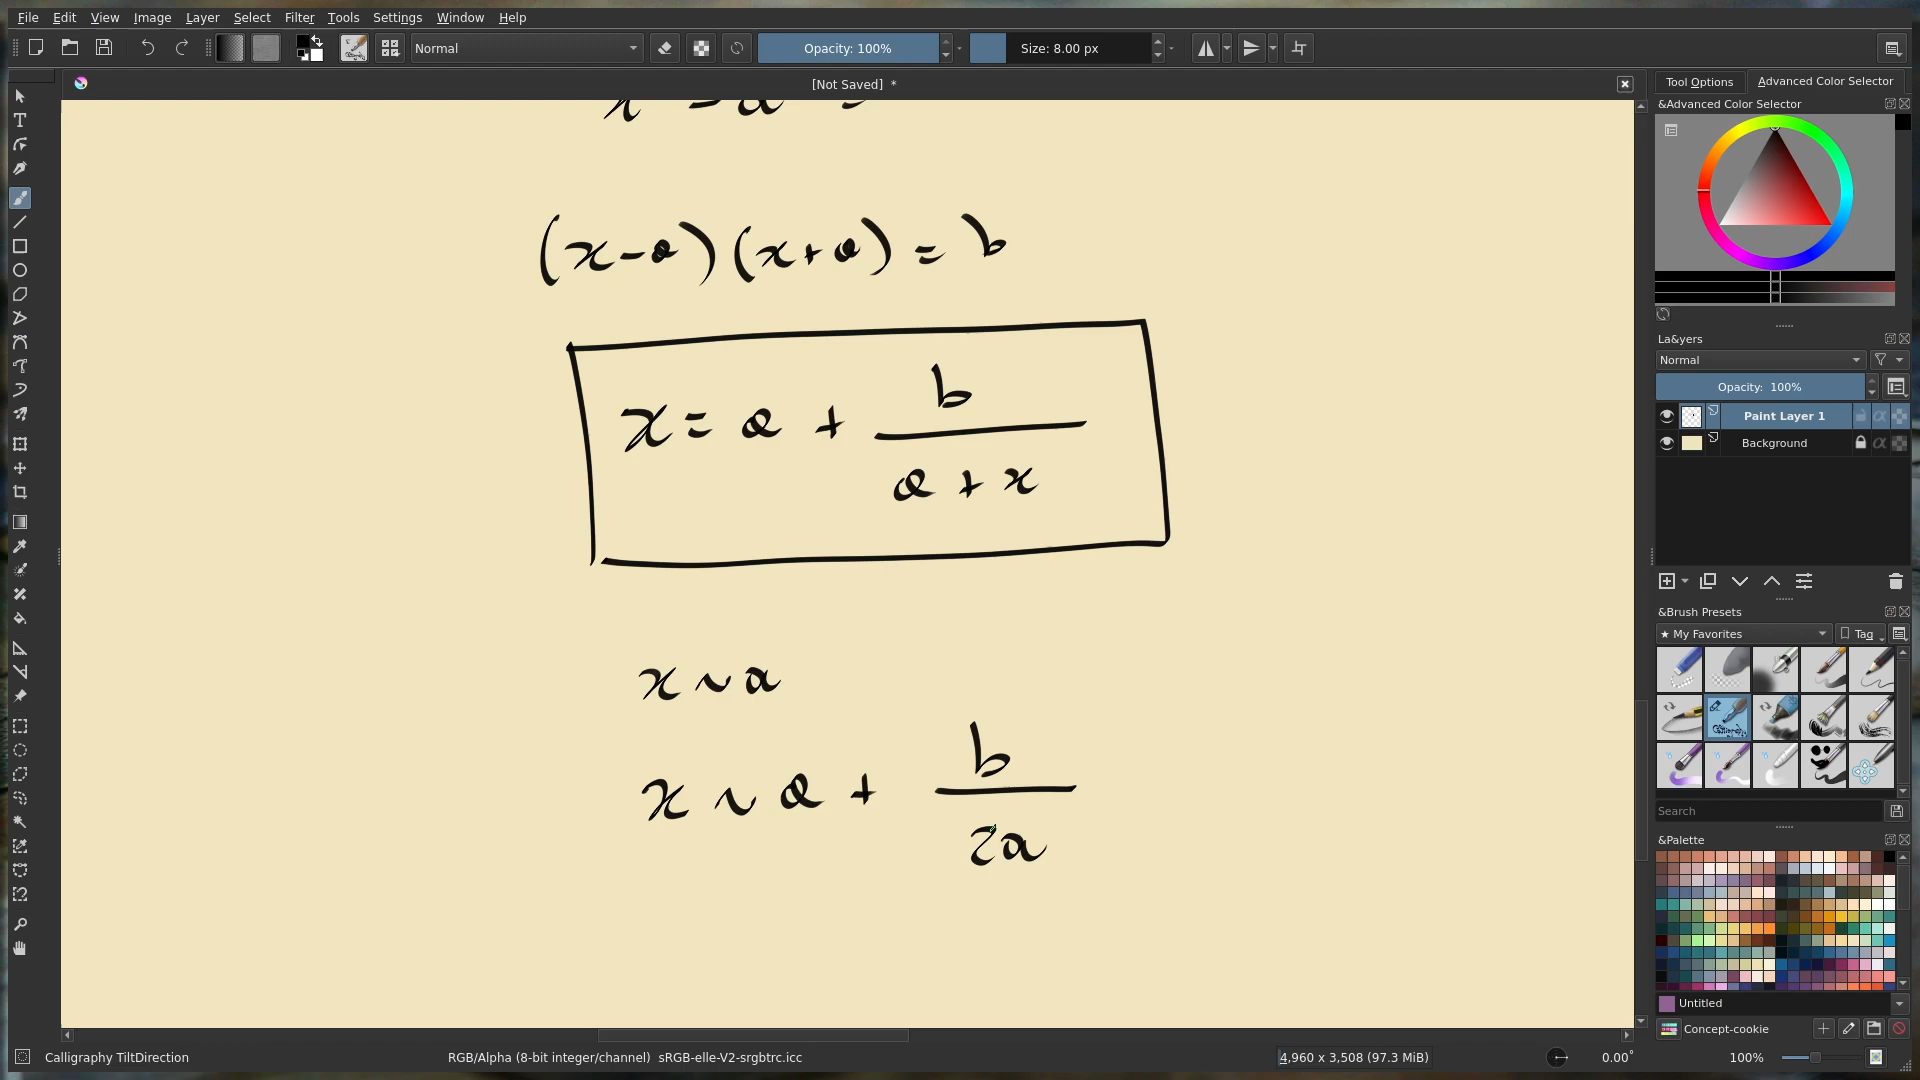 File Edit View Image Layer Select Filter Tools Settings Window Help
Normal Opacity: 100% Size: 8.00 px
[Not Saved] *
Tool Options Advanced Color Selector
&Advanced Color Selector
(x-a)(x+a) = b
x = a + b
a + x
x ~ a
x ~ a + b
2a
La&yers
Normal
Opacity: 100%
Paint Layer 1
Background
&Brush Presets
★ My Favorites Tag
Search
&Palette
Untitled
Concept-cookie
Calligraphy TiltDirection RGB/Alpha (8-bit integer/channel) sRGB-elle-V2-srgbtrc.icc 4,960 x 3,508 (97.3 MiB) 0.00° 100%